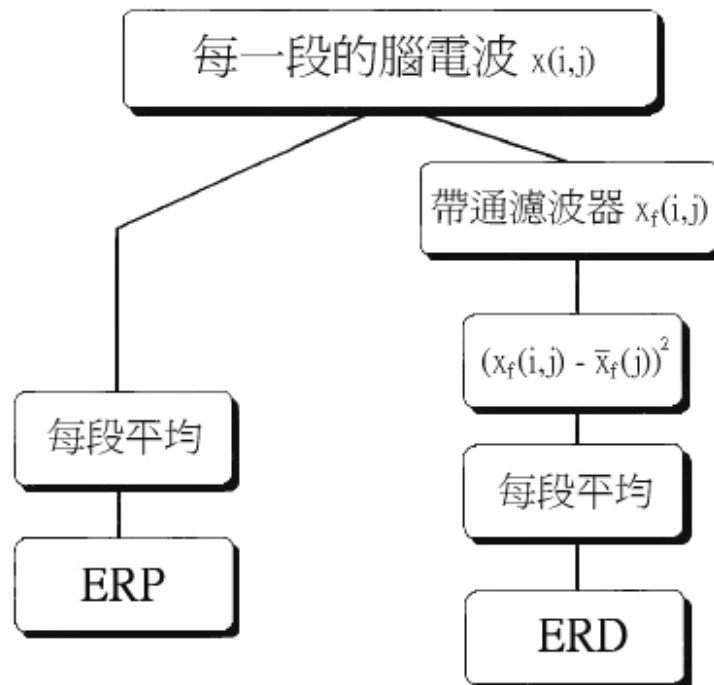 每一段的腦電波 x(i,j)
帶通濾波器 x_f(i,j)
(x_f(i,j) - x̄_f(j))²
每段平均
每段平均
ERP
ERD